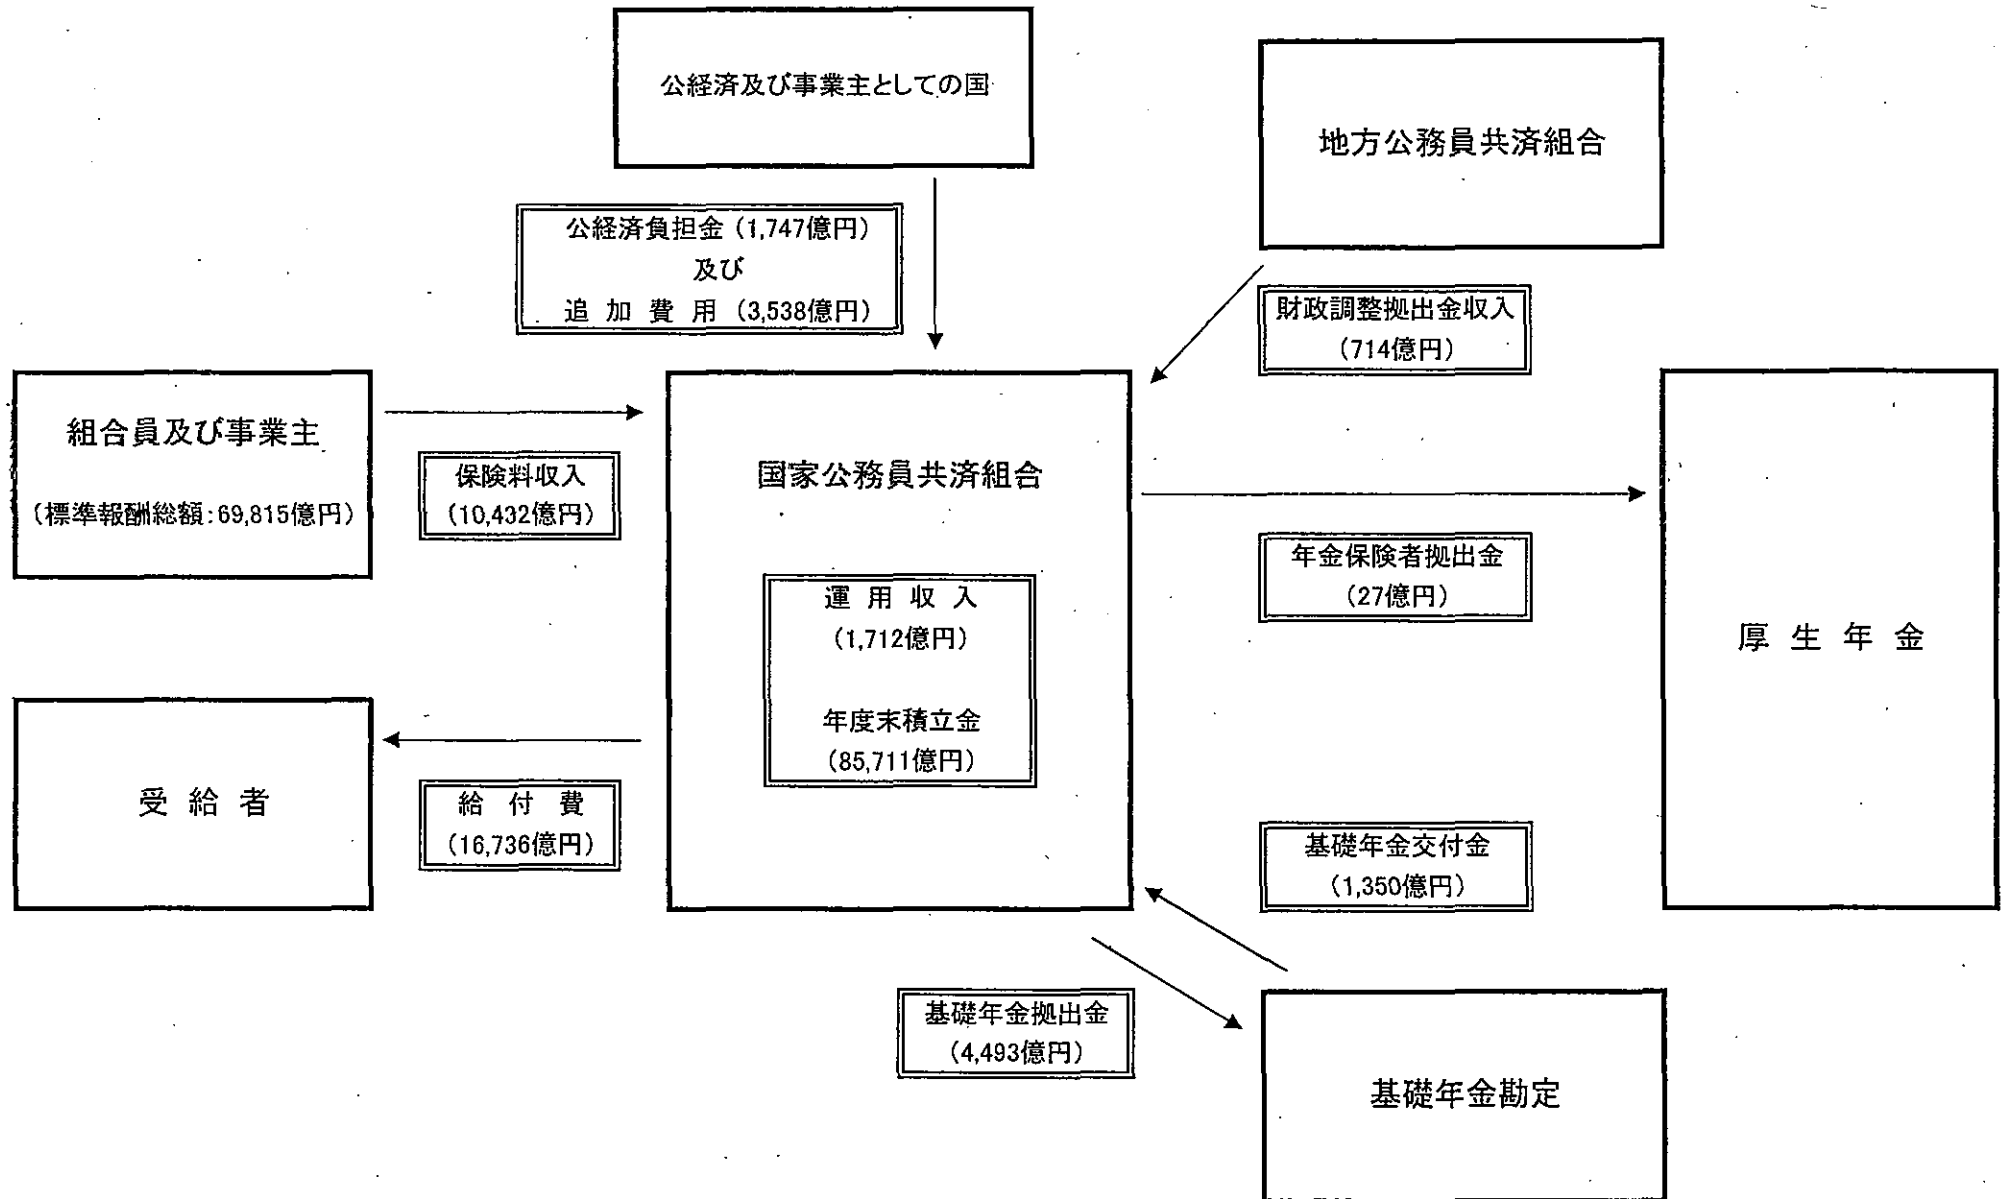 公経済及び事業主としての国
地方公務員共済組合
公経済負担金（1,747億円）
及び
追加費用（3,538億円）
財政調整拠出金収入
（714億円）
組合員及び事業主
（標準報酬総額：69,815億円）
保険料収入
（10,432億円）
国家公務員共済組合
運用収入
（1,712億円）
年度末積立金
（85,711億円）
年金保険者拠出金
（27億円）
厚生年金
受給者
給付費
（16,736億円）
基礎年金交付金
（1,350億円）
基礎年金拠出金
（4,493億円）
基礎年金勘定